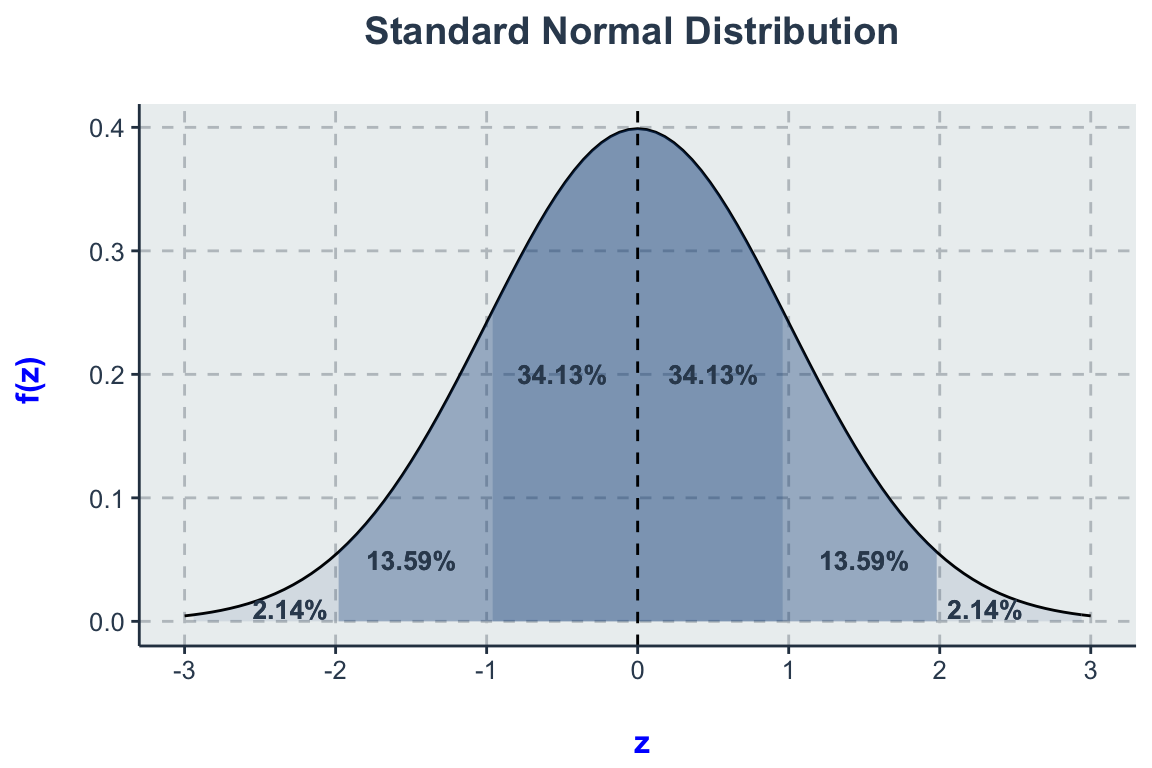 Standard Normal Distribution
f(z)
0.4
0.3
0.2
0.1
0.0
34.13% 34.13%
13.59% 13.59%
2.14% 2.14%
-3 -2 -1 0 1 2 3
z